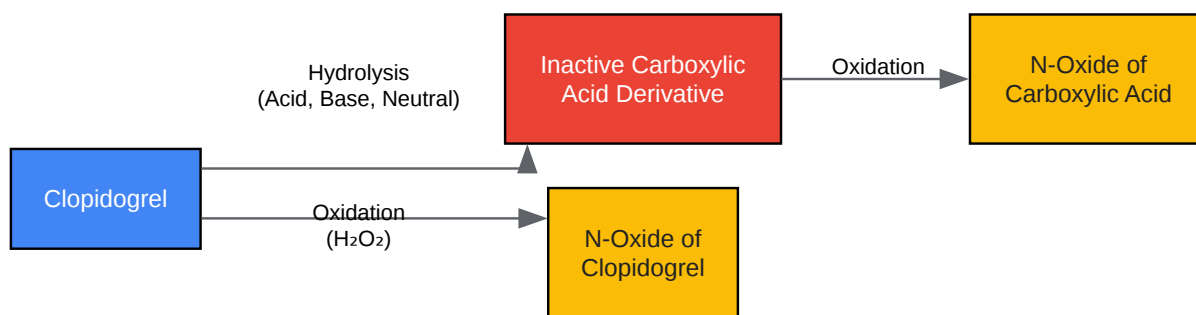 Clopidogrel
Hydrolysis
(Acid, Base, Neutral)
Inactive Carboxylic
Acid Derivative
Oxidation
N-Oxide of
Carboxylic Acid
Oxidation
(H₂O₂)
N-Oxide of
Clopidogrel